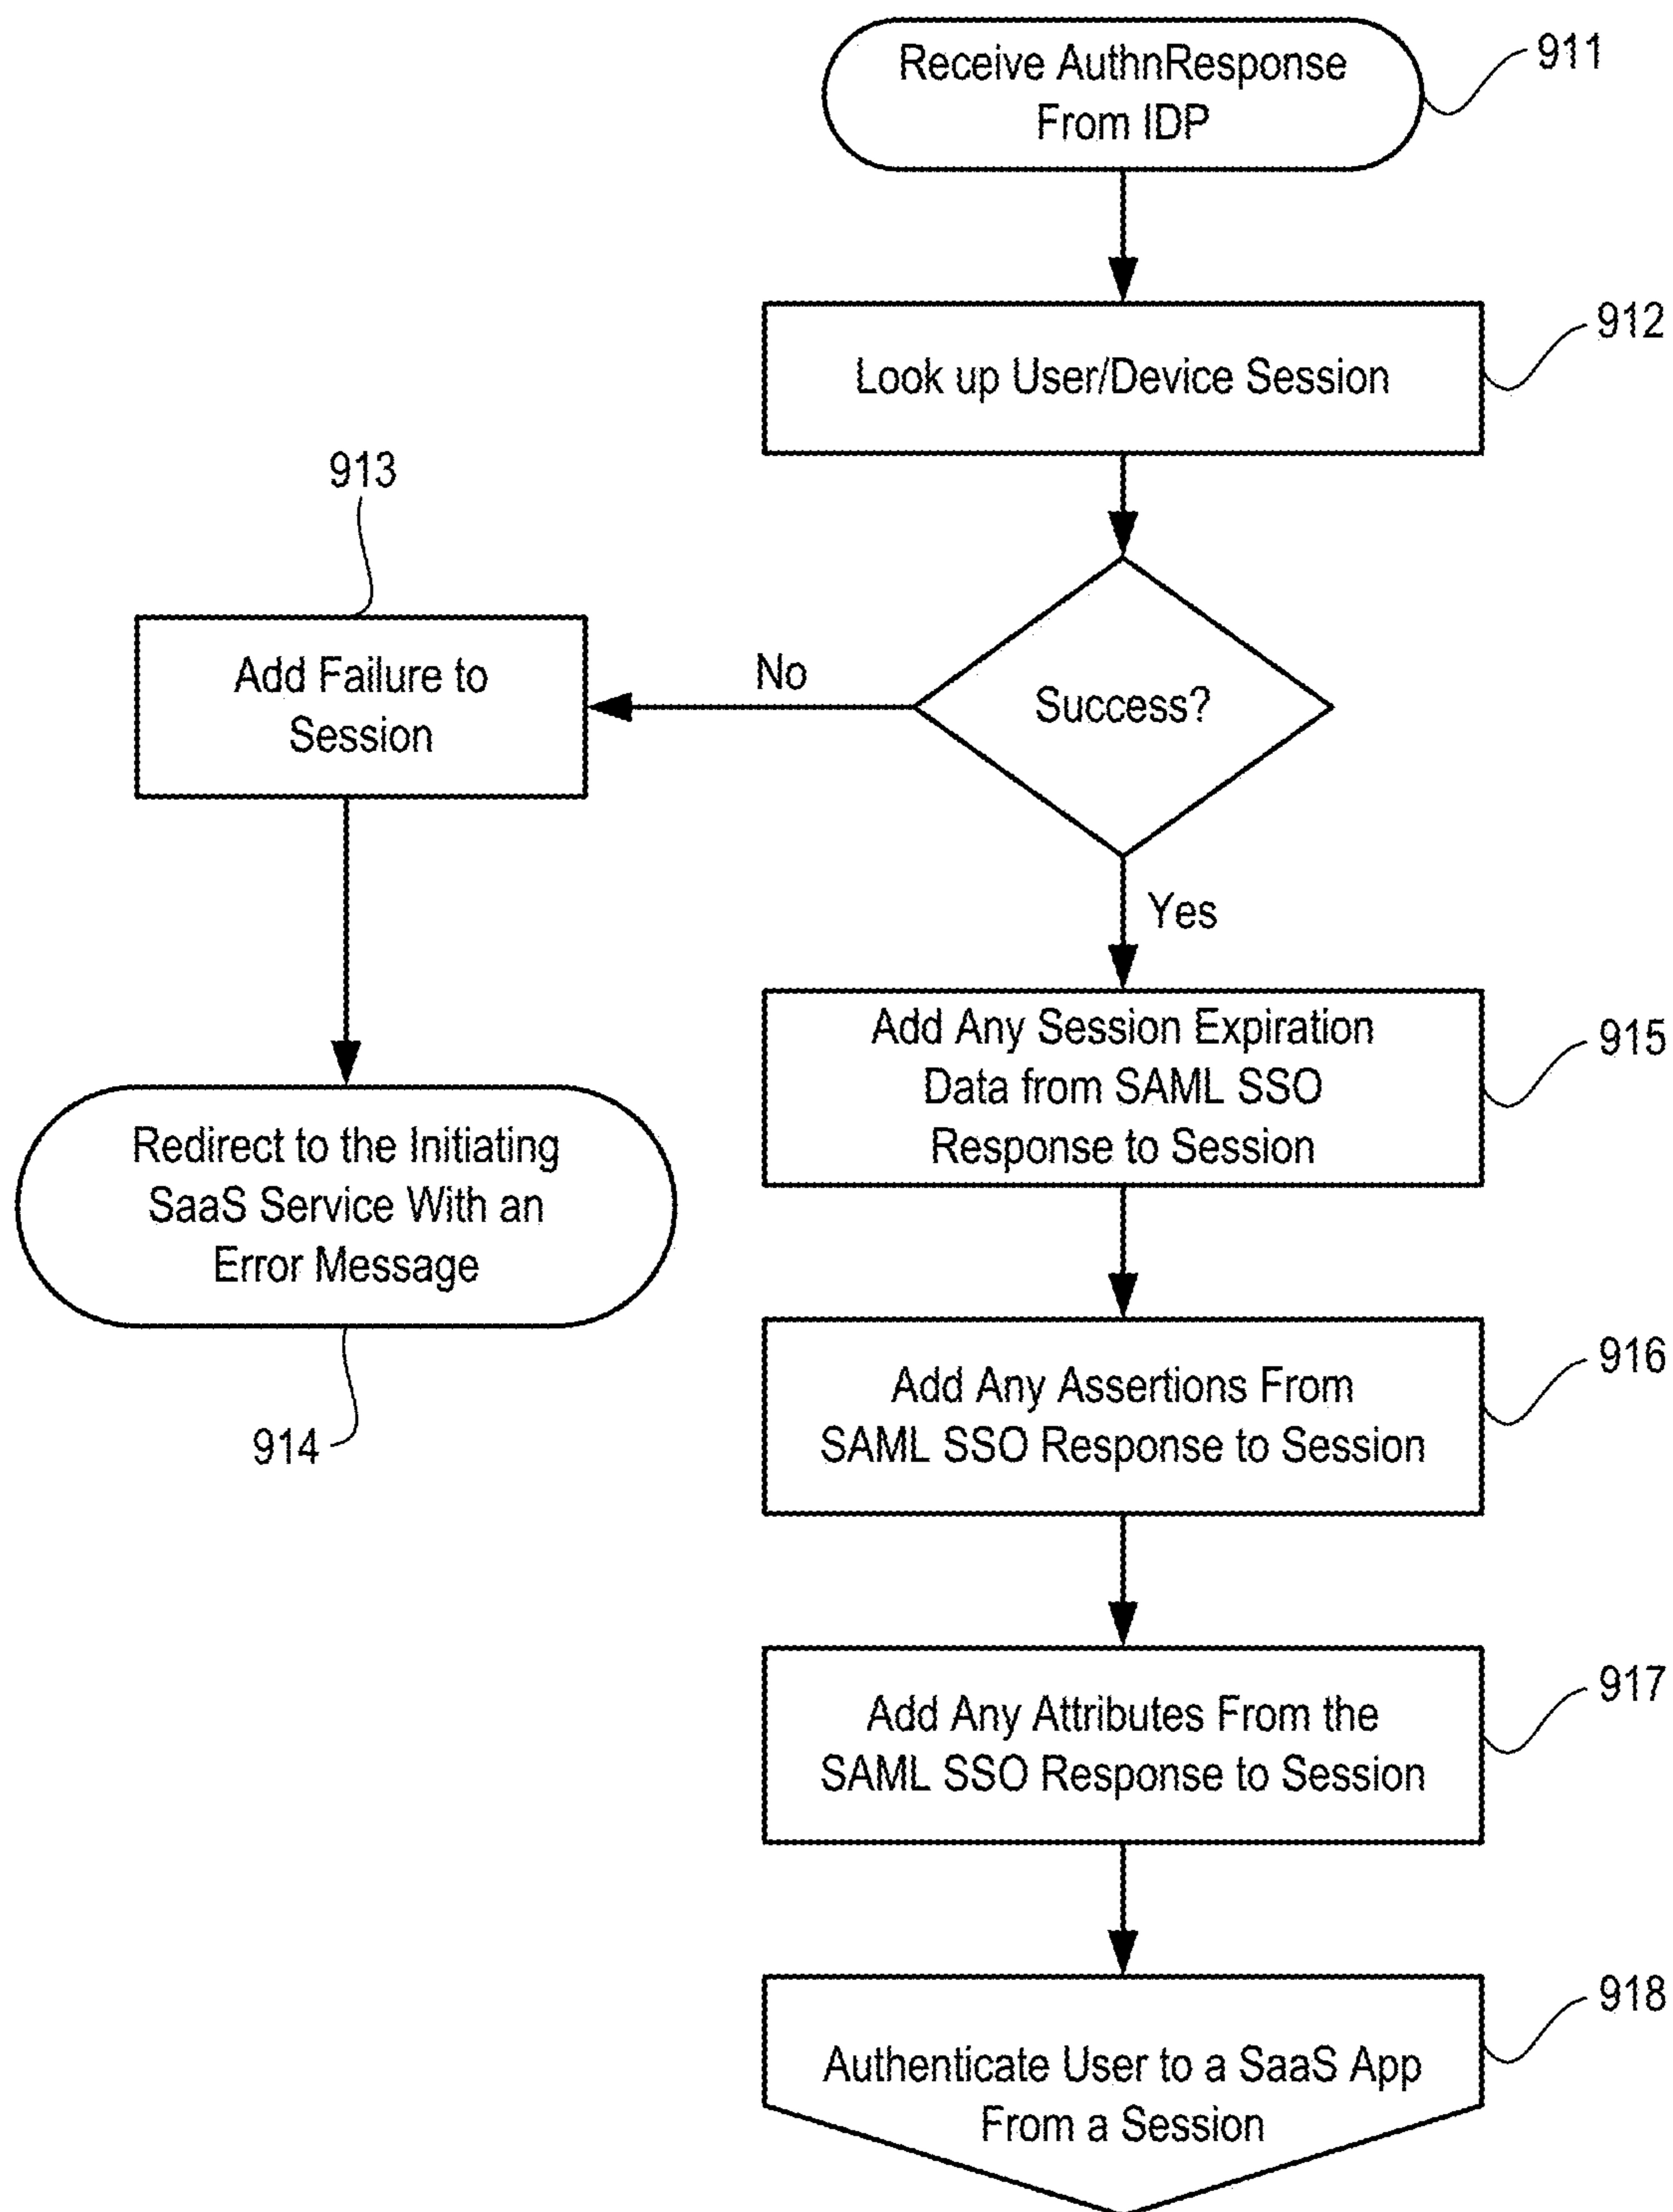 Receive AuthnResponse
From IDP
911
Look up User/Device Session
912
913
Add Failure to
Session
No
Success?
Yes
Redirect to the Initiating
SaaS Service With an
Error Message
914
Add Any Session Expiration
Data from SAML SSO
Response to Session
915
Add Any Assertions From
SAML SSO Response to Session
916
Add Any Attributes From the
SAML SSO Response to Session
917
Authenticate User to a SaaS App
From a Session
918